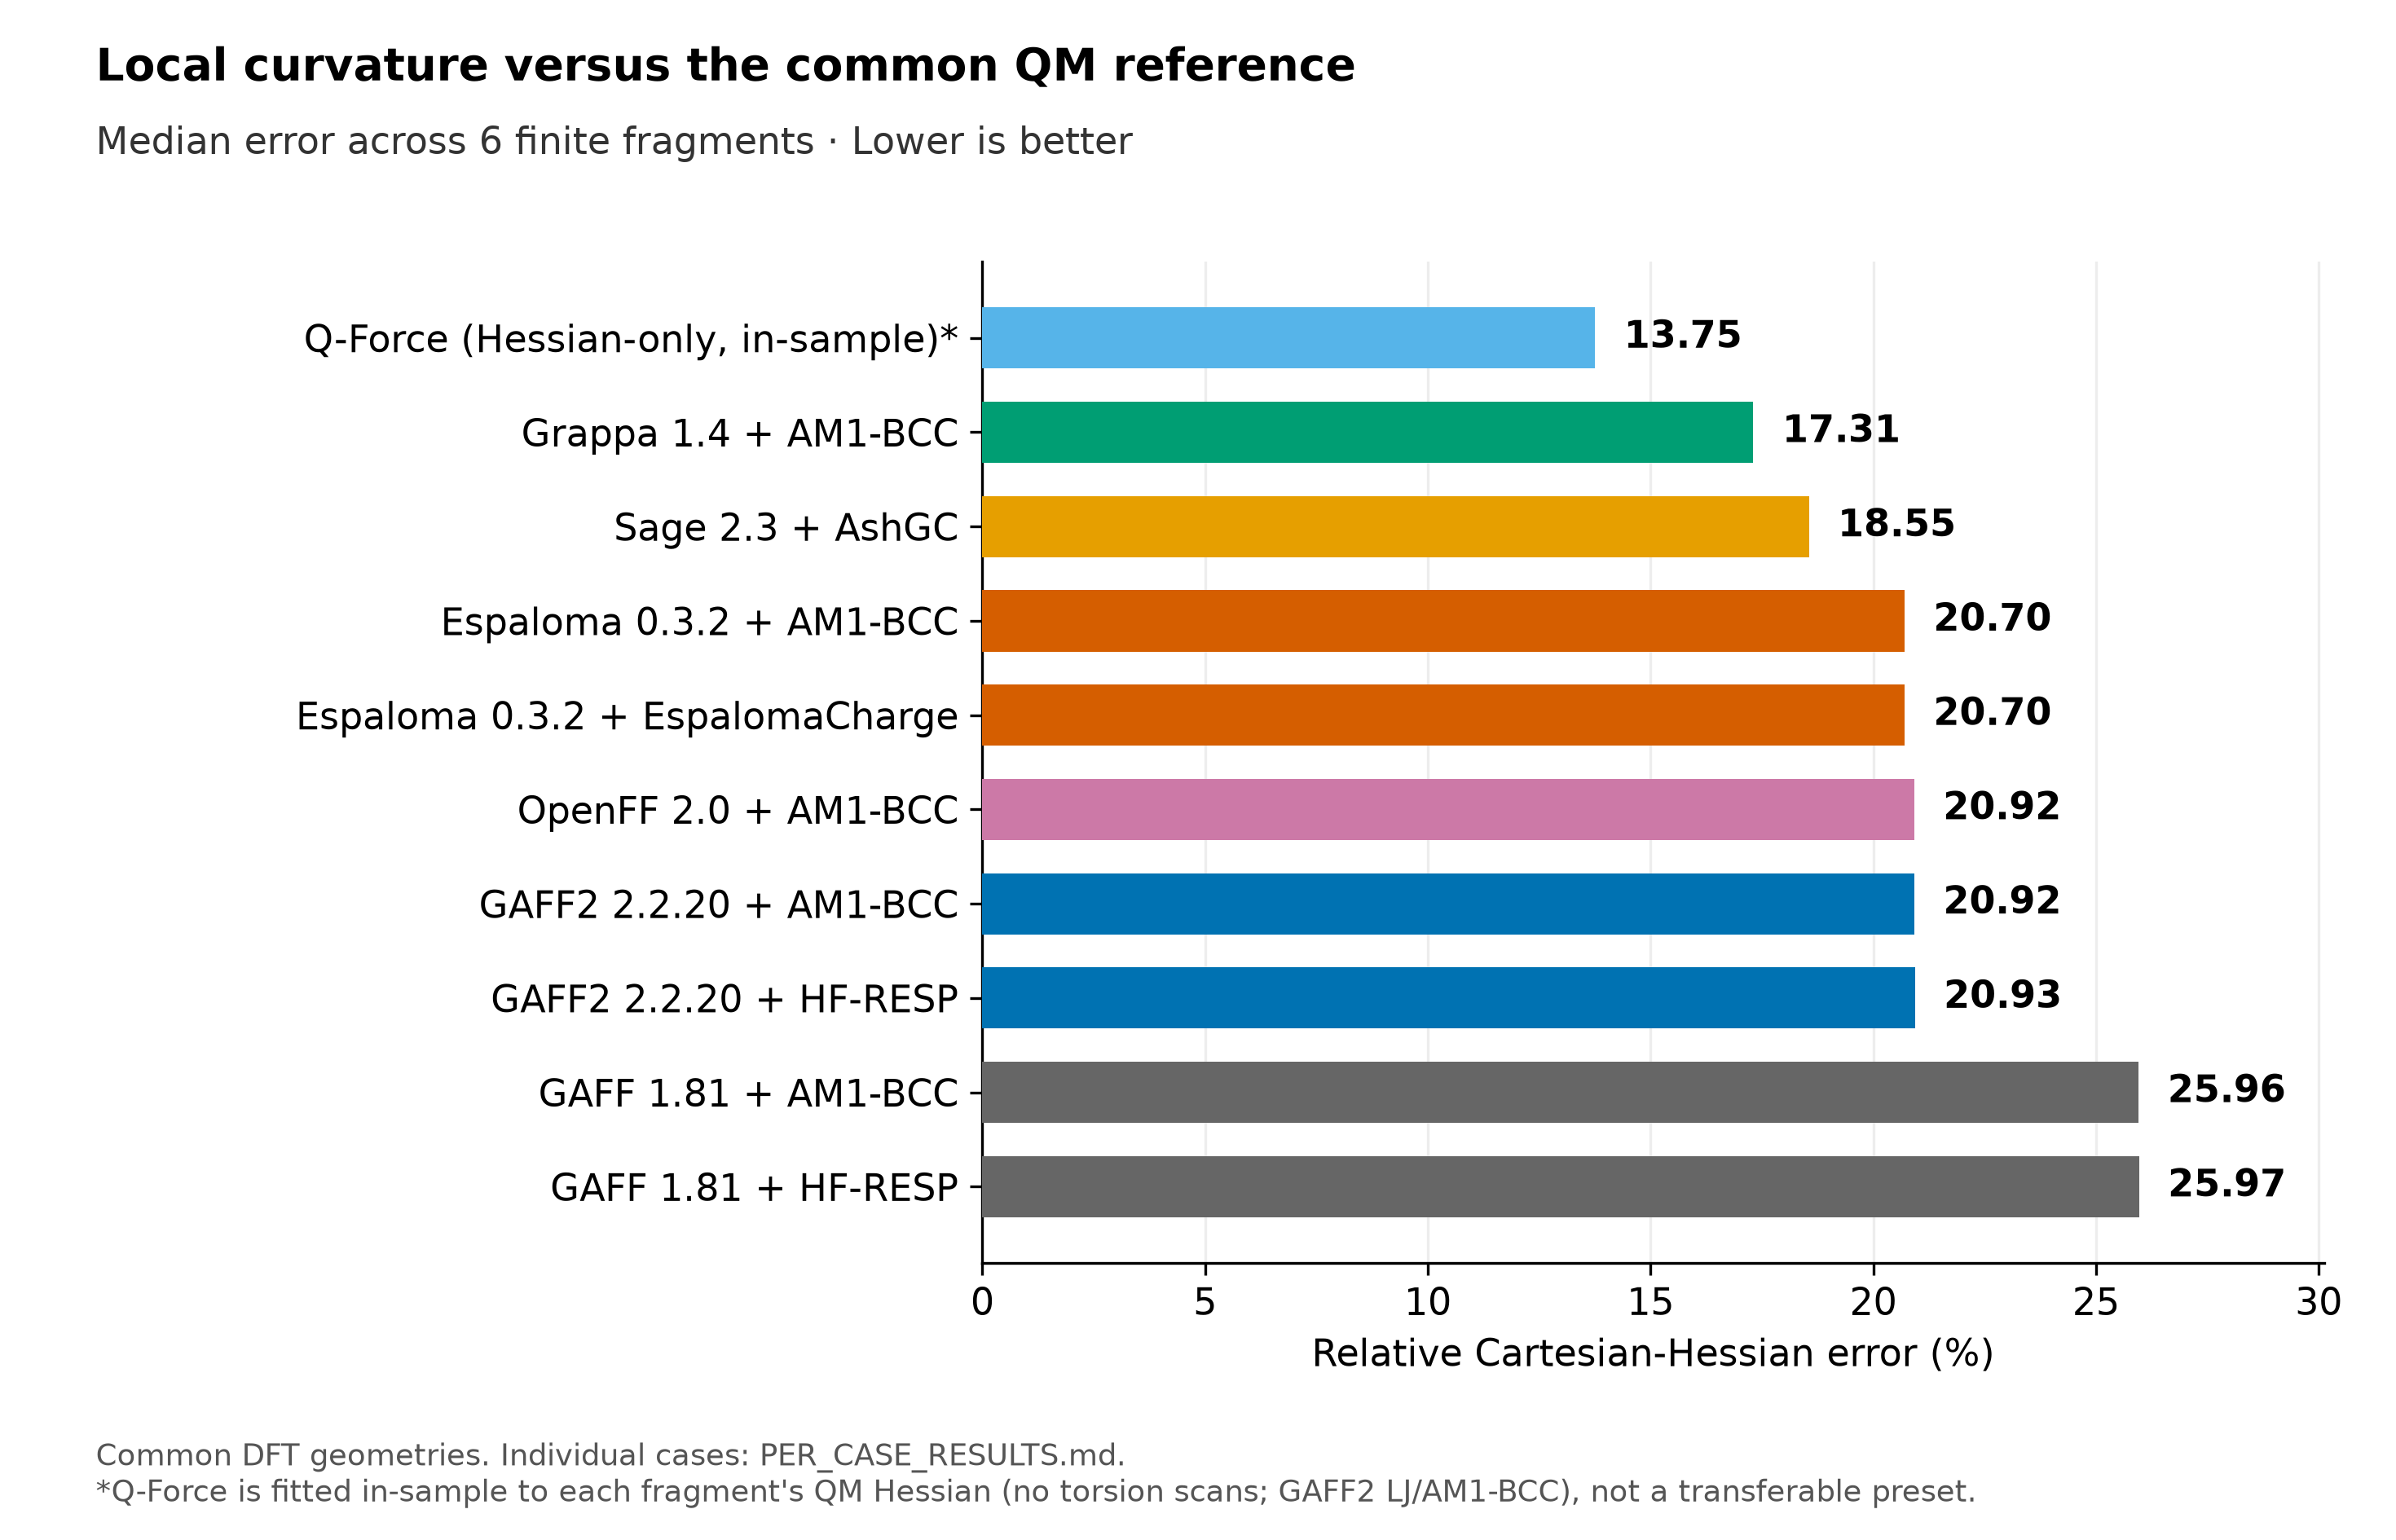 Local curvature versus the common QM reference
Median error across 6 finite fragments · Lower is better
Q-Force (Hessian-only, in-sample)* 13.75
Grappa 1.4 + AM1-BCC 17.31
Sage 2.3 + AshGC 18.55
Espaloma 0.3.2 + AM1-BCC 20.70
Espaloma 0.3.2 + EspalomaCharge 20.70
OpenFF 2.0 + AM1-BCC 20.92
GAFF2 2.2.20 + AM1-BCC 20.92
GAFF2 2.2.20 + HF-RESP 20.93
GAFF 1.81 + AM1-BCC 25.96
GAFF 1.81 + HF-RESP 25.97
0 5 10 15 20 25 30
Relative Cartesian-Hessian error (%)
Common DFT geometries. Individual cases: PER_CASE_RESULTS.md.
*Q-Force is fitted in-sample to each fragment's QM Hessian (no torsion scans; GAFF2 LJ/AM1-BCC), not a transferable preset.